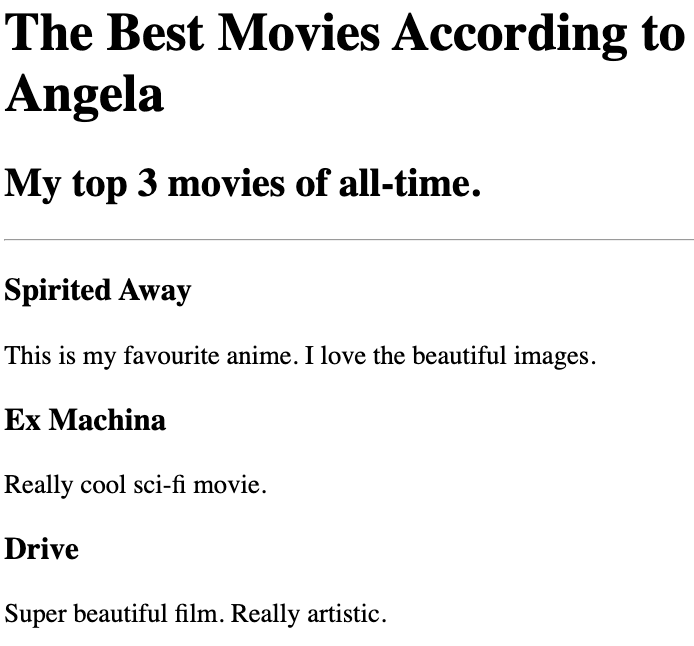 The Best Movies According to
Angela
My top 3 movies of all-time.
Spirited Away
This is my favourite anime. I love the beautiful images.
Ex Machina
Really cool sci-fi movie.
Drive
Super beautiful film. Really artistic.